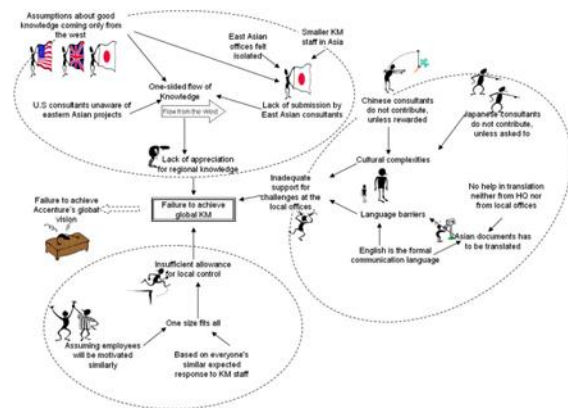 Assumptions about good
knowledge coming only from
the west
East Asian
offices felt
isolated
Smaller KM
staff in Asia
One-sided flow of
Knowledge
U.S consultants unaware of
eastern Asian projects
Flow from the West
Lack of submission by
East Asian consultants
Lack of appreciation
for regional knowledge
Chinese consultants
do not contribute,
unless rewarded
Japanese consultants
do not contribute,
unless asked to
Cultural complexities
Inadequate
support for
challenges at the
local offices
No help in translation
neither from HO nor
from local offices
Language barriers
Asian documents has
to be translated
English is the formal
communication language
Failure to achieve
Accenture's global
vision
Failure to achieve
global KM
Insufficient allowance
for local control
One size fits all
Assuming employees
will be motivated
similarly
Based on everyone's
similar expected
response to KM staff